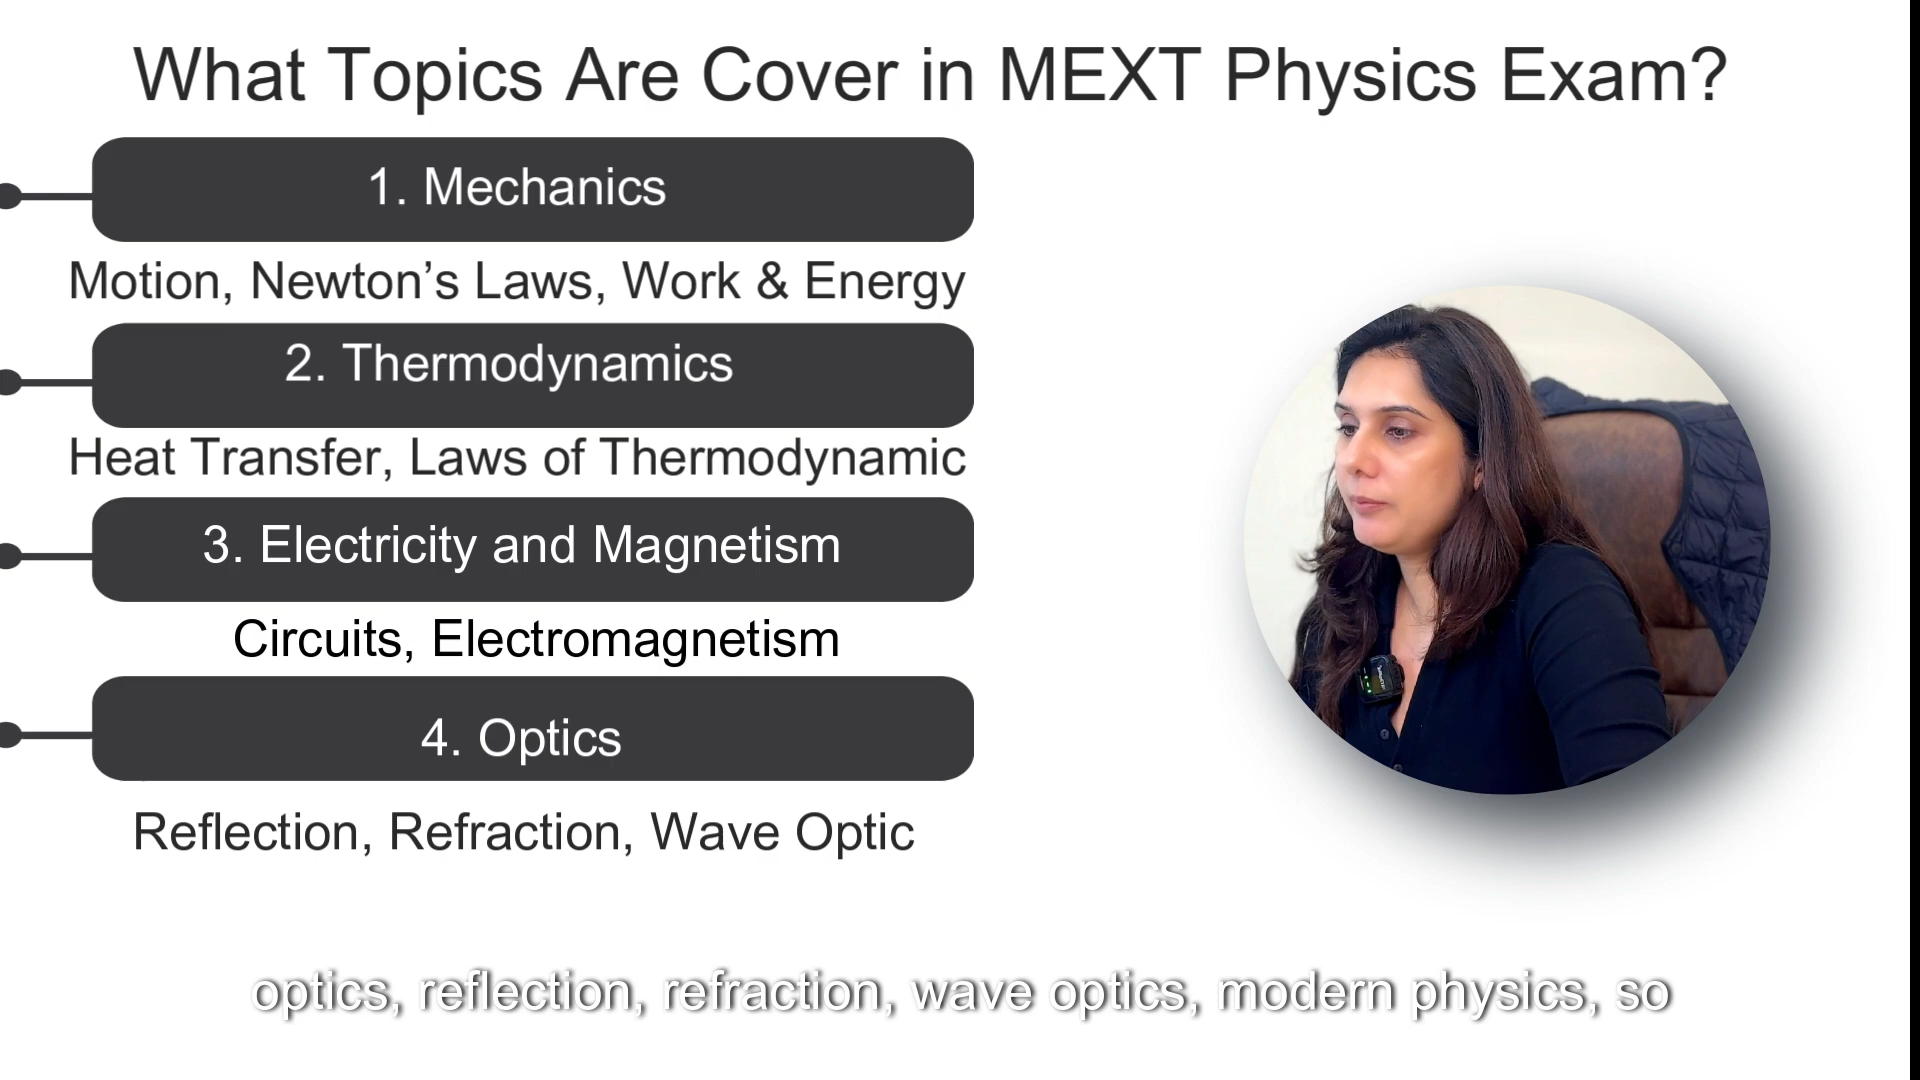 What Topics Are Cover in MEXT Physics Exam?
1. Mechanics
Motion, Newton’s Laws, Work & Energy
2. Thermodynamics
Heat Transfer, Laws of Thermodynamic
3. Electricity and Magnetism
Circuits, Electromagnetism
4. Optics
Reflection, Refraction, Wave Optic
optics, reflection, refraction, wave optics, modern physics, so